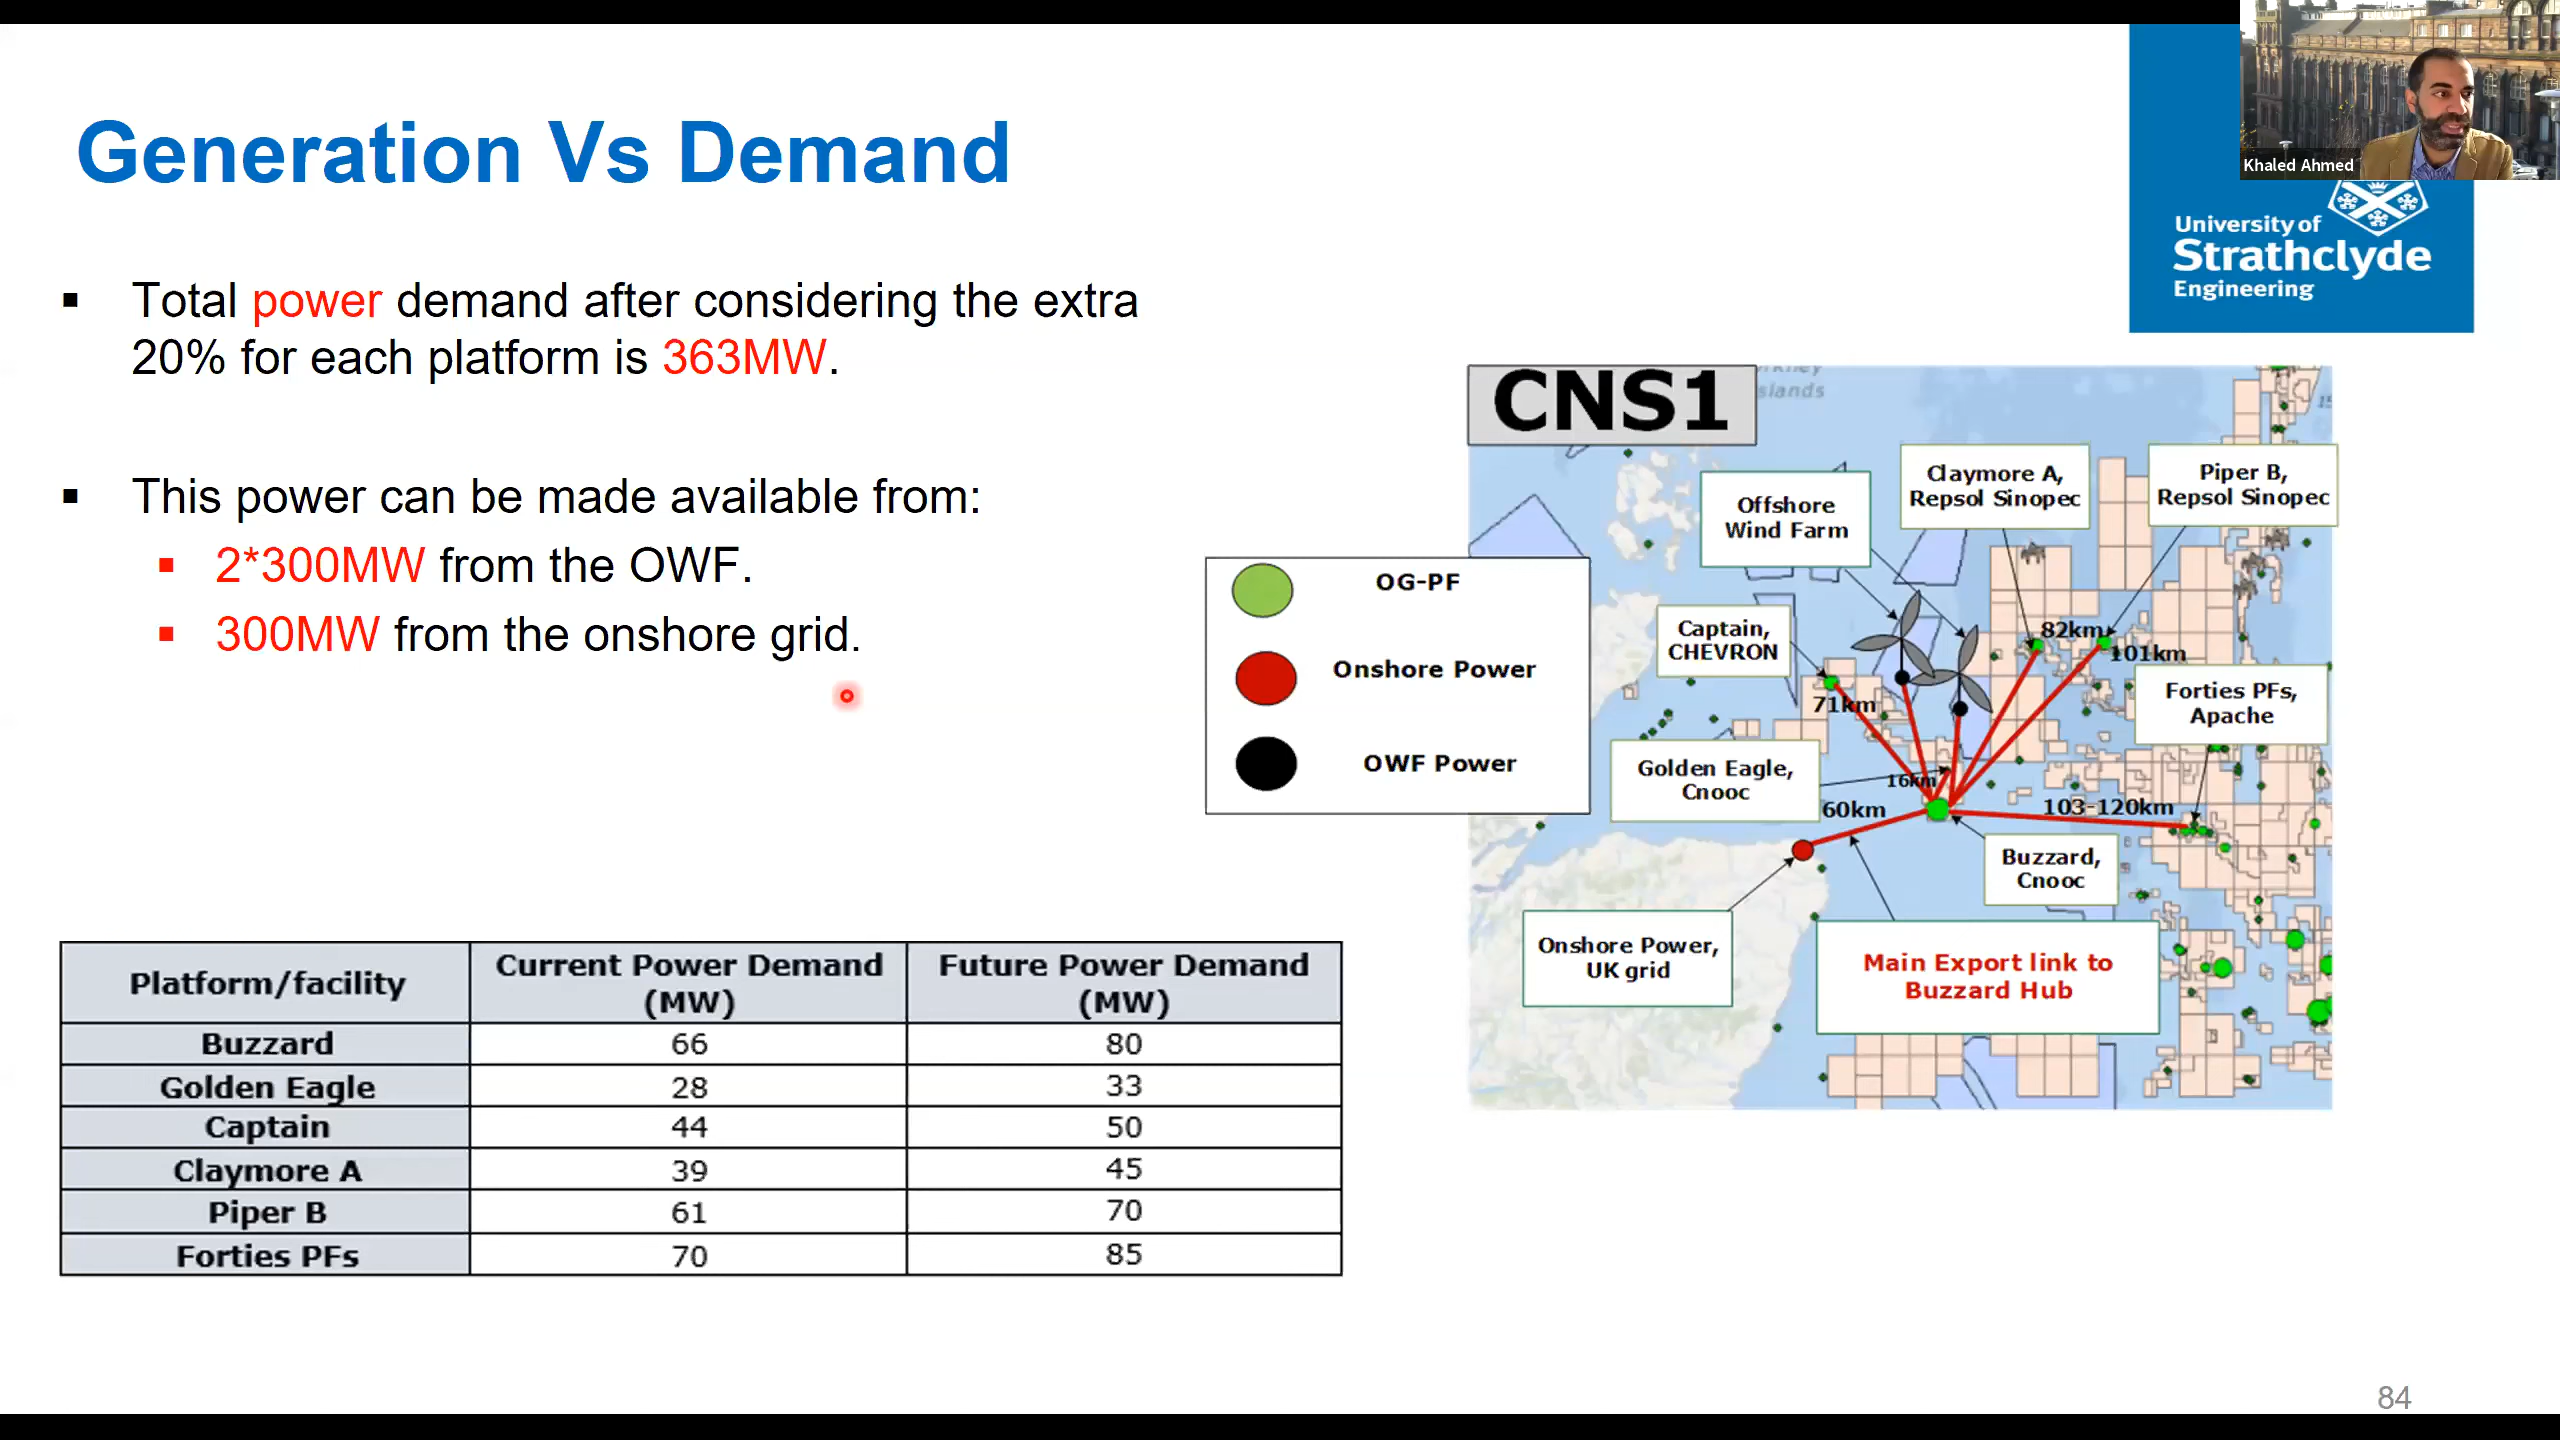 Khaled Ahmed
University of
Strathclyde
Engineering
Generation Vs Demand
▪ Total power demand after considering the extra
20% for each platform is 363MW.
▪ This power can be made available from:
▪ 2*300MW from the OWF.
▪ 300MW from the onshore grid.
CNS1
slands
OG-PF
Onshore Power
OWF Power
Offshore
Wind Farm
Claymore A,
Repsol Sinopec
Piper B,
Repsol Sinopec
Captain,
CHEVRON
82km
101km
71km
Forties PFs,
Apache
Golden Eagle,
Cnooc
16km
60km
103-120km
Buzzard,
Cnooc
Onshore Power,
UK grid
Main Export link to
Buzzard Hub
Platform/facility Current Power Demand (MW) Future Power Demand (MW)
Buzzard 66 80
Golden Eagle 28 33
Captain 44 50
Claymore A 39 45
Piper B 61 70
Forties PFs 70 85
84